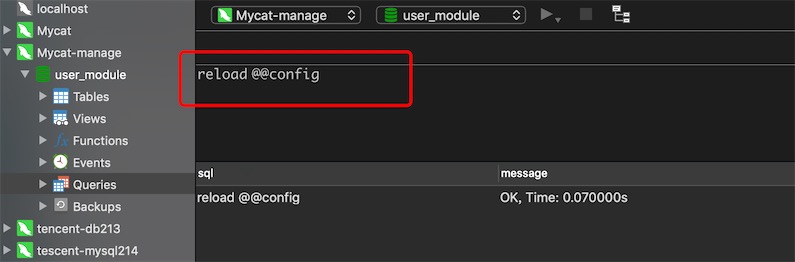 localhost
Mycat
Mycat-manage
user_module
Tables
Views
fx Functions
Events
Queries
Backups
tencent-db213
tescent-mysql214
Mycat-manage user_module
reload @@config
sql message
reload @@config OK, Time: 0.070000s